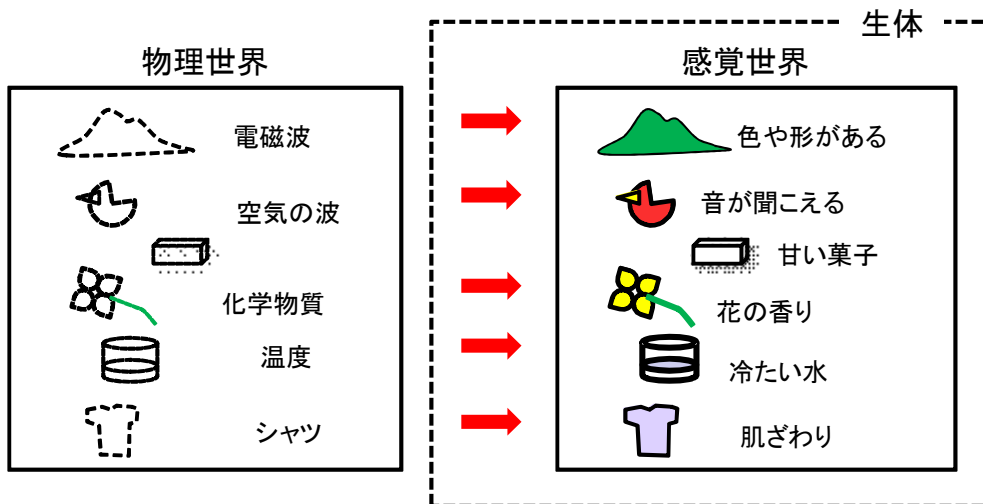 生体
物理世界
感覚世界
電磁波
色や形がある
空気の波
音が聞こえる
甘い菓子
化学物質
花の香り
温度
冷たい水
シャツ
肌ざわり